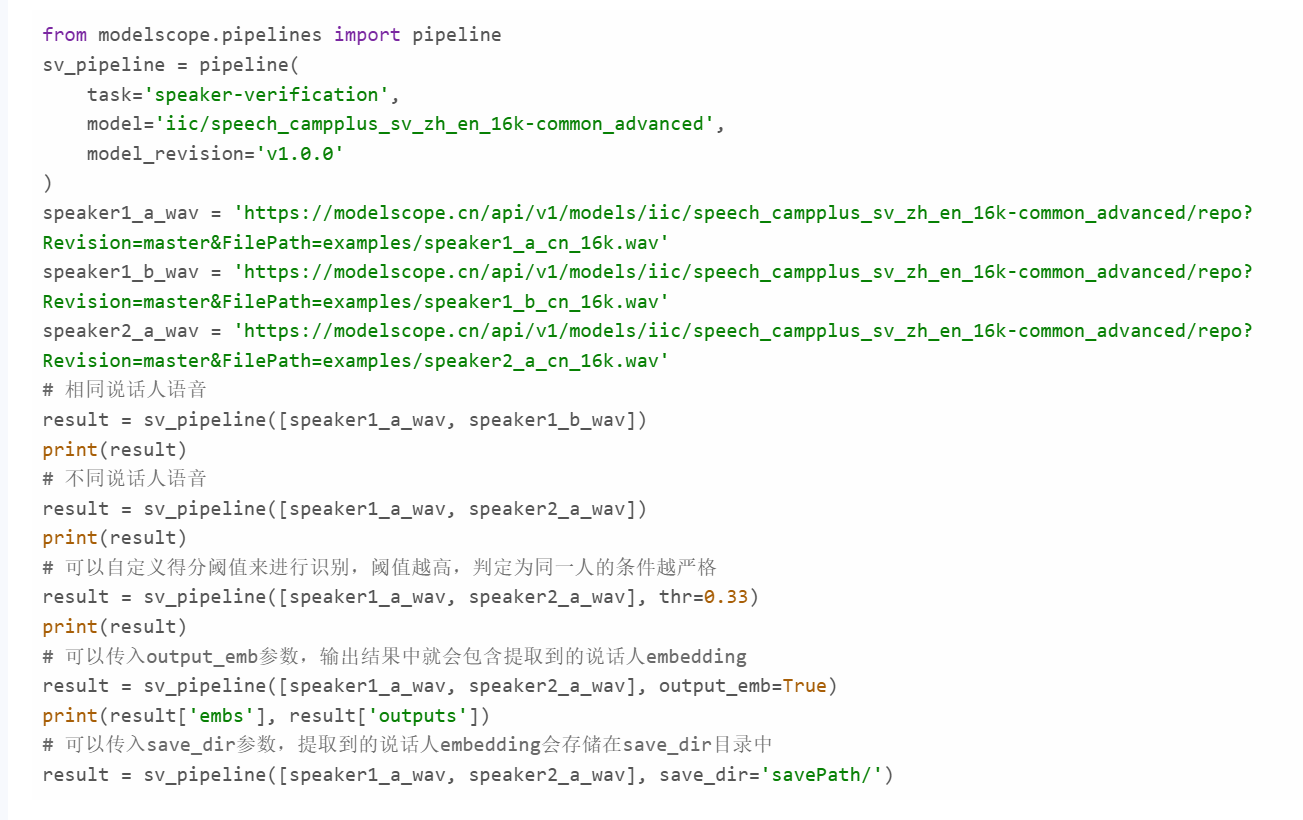 from modelscope.pipelines import pipeline
sv_pipeline = pipeline(
    task='speaker-verification',
    model='iic/speech_campplus_sv_zh_en_16k-common_advanced',
    model_revision='v1.0.0'
)
speaker1_a_wav = 'https://modelscope.cn/api/v1/models/iic/speech_campplus_sv_zh_en_16k-common_advanced/repo?
Revision=master&FilePath=examples/speaker1_a_cn_16k.wav'
speaker1_b_wav = 'https://modelscope.cn/api/v1/models/iic/speech_campplus_sv_zh_en_16k-common_advanced/repo?
Revision=master&FilePath=examples/speaker1_b_cn_16k.wav'
speaker2_a_wav = 'https://modelscope.cn/api/v1/models/iic/speech_campplus_sv_zh_en_16k-common_advanced/repo?
Revision=master&FilePath=examples/speaker2_a_cn_16k.wav'
# 相同说话人语音
result = sv_pipeline([speaker1_a_wav, speaker1_b_wav])
print(result)
# 不同说话人语音
result = sv_pipeline([speaker1_a_wav, speaker2_a_wav])
print(result)
# 可以自定义得分阈值来进行识别，阈值越高，判定为同一人的条件越严格
result = sv_pipeline([speaker1_a_wav, speaker2_a_wav], thr=0.33)
print(result)
# 可以传入output_emb参数，输出结果中就会包含提取到的说话人embedding
result = sv_pipeline([speaker1_a_wav, speaker2_a_wav], output_emb=True)
print(result['embs'], result['outputs'])
# 可以传入save_dir参数，提取到的说话人embedding会存储在save_dir目录中
result = sv_pipeline([speaker1_a_wav, speaker2_a_wav], save_dir='savePath/')